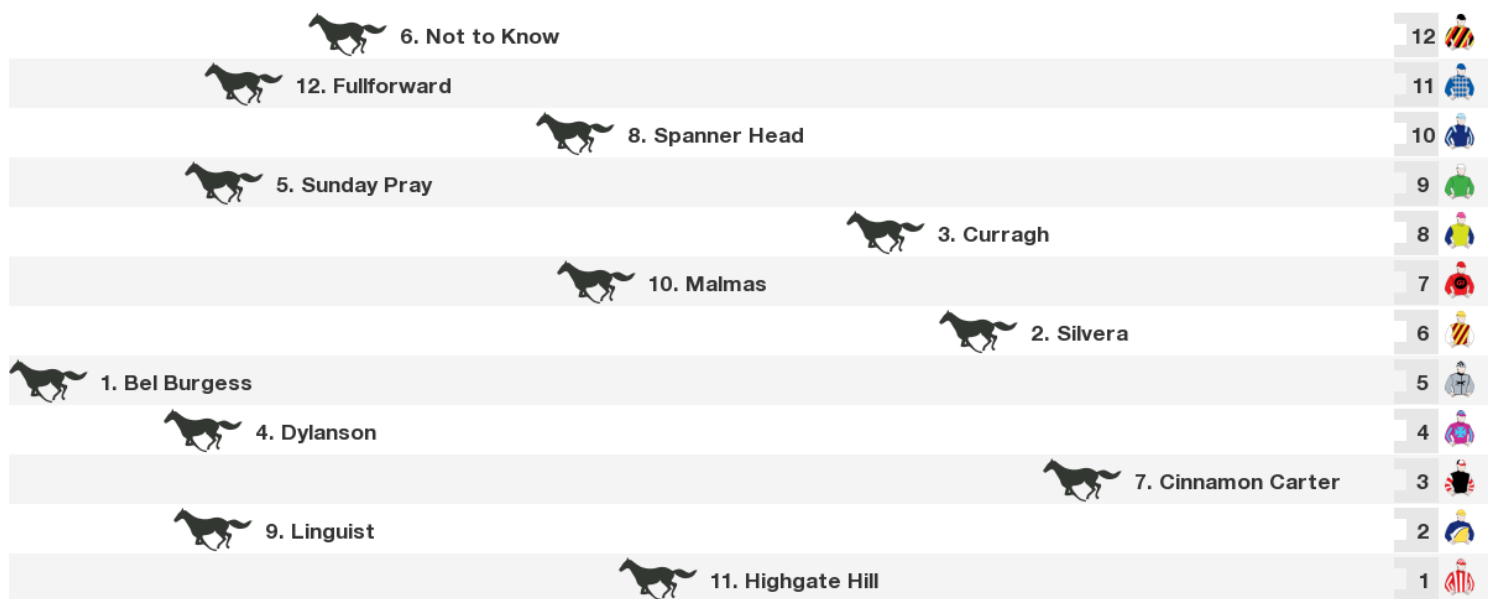 6. Not to Know 12
12. Fullforward 11
8. Spanner Head 10
5. Sunday Pray 9
3. Curragh 8
10. Malmas 7
2. Silvera 6
1. Bel Burgess 5
4. Dylanson 4
7. Cinnamon Carter 3
9. Linguist 2
11. Highgate Hill 1